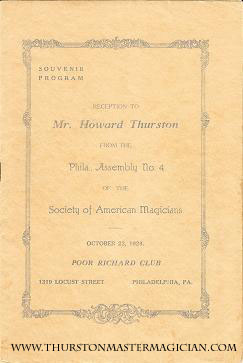 SOUVENIR
PROGRAM
RECEPTION TO
Mr. Howard Thurston
FROM THE
Phila. Assembly No. 4
OF THE
Society of American Magicians
OCTOBER 23, 1928.
POOR RICHARD CLUB
1319 LOCUST STREET PHILADELPHIA, PA.
WWW.THURSTONMASTERMAGICIAN.COM